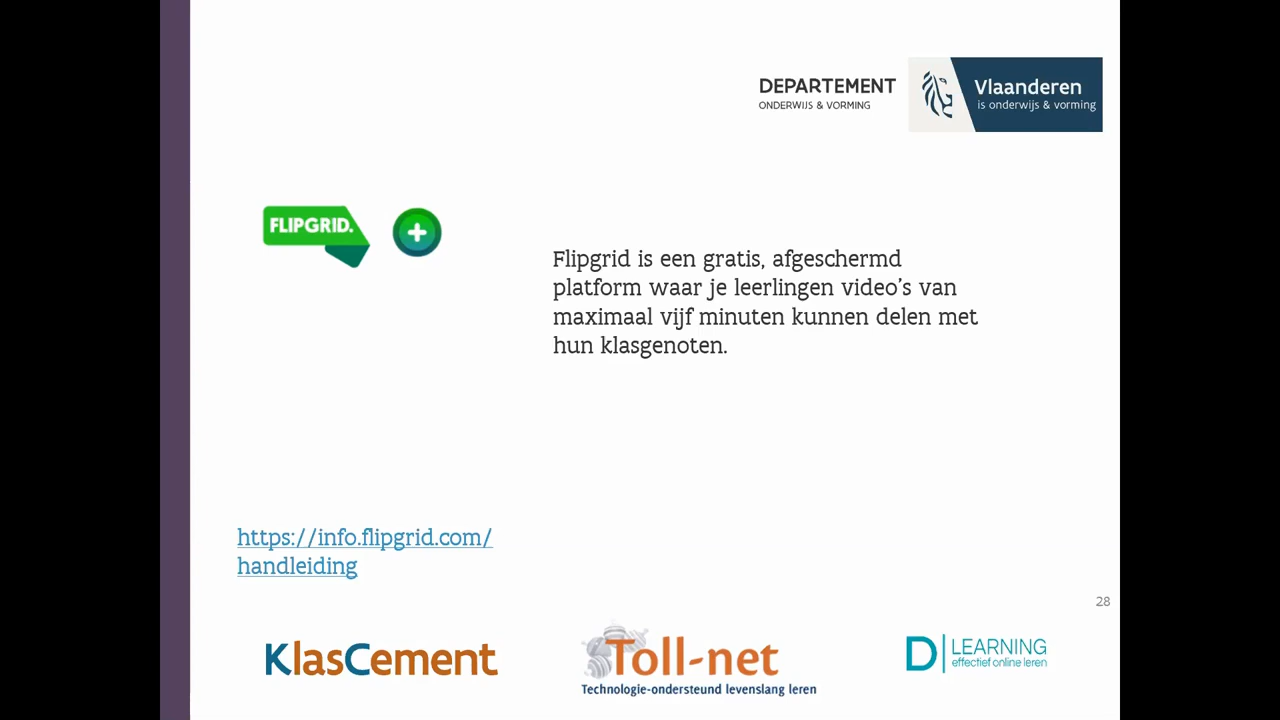 DEPARTEMENT
ONDERWIJS & VORMING
Vlaanderen
is onderwijs & vorming
FLIPGRID.
Flipgrid is een gratis, afgeschermd
platform waar je leerlingen video's van
maximaal vijf minuten kunnen delen met
hun klasgenoten.
https://info.flipgrid.com/
handleiding
28
KlasCement
Toll-net
Technologie-ondersteund levenslang leren
D LEARNING
effectief online leren